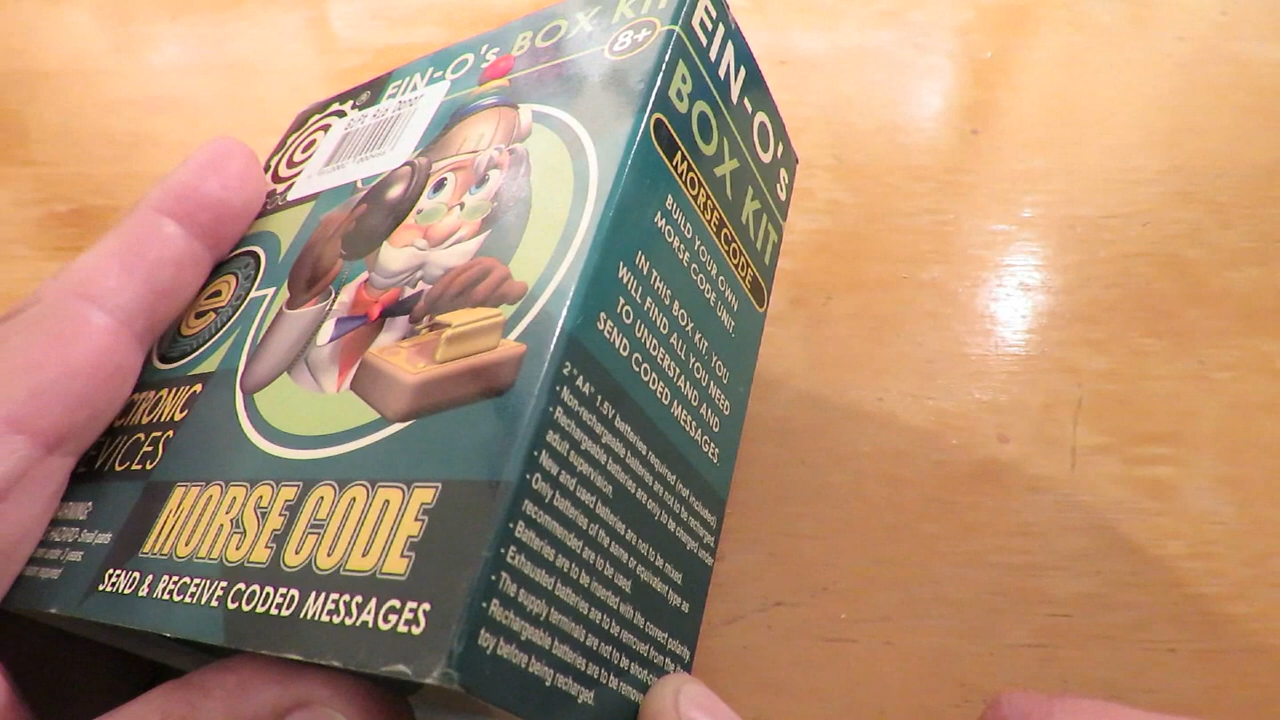 EIN-O's BOX KIT
8+
®
Gift Aid Donor
e
CTRONIC
EVICES
MORSE CODE
SEND & RECEIVE CODED MESSAGES
EIN-O's
BOX KIT
MORSE CODE
BUILD YOUR OWN
MORSE CODE UNIT.
IN THIS BOX KIT, YOU
WILL FIND ALL YOU NEED
TO UNDERSTAND AND
SEND CODED MESSAGES.
2 "AA" 1.5V batteries required (not included)
- Non-rechargeable batteries are not to be recharged.
- Rechargeable batteries are only to be charged under
adult supervision.
- New and used batteries are not to be mixed.
- Only batteries of the same or equivalent type as
recommended are to be used.
- Batteries are to be inserted with the correct polarity.
- Exhausted batteries are to be removed from the
- The supply terminals are not to be short-
- Rechargeable batteries are to be remove
toy before being recharged.